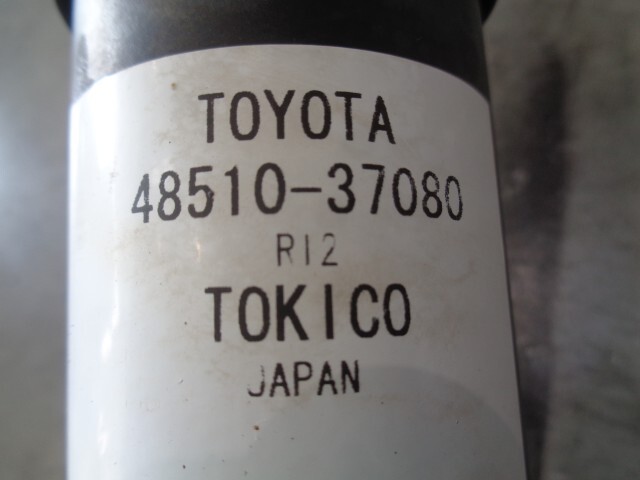 TOYOTA
48510-37080
R12
TOKICO
JAPAN